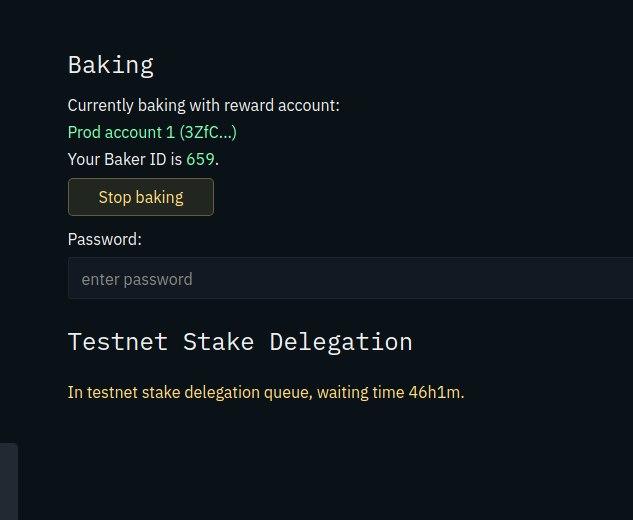 Baking
Currently baking with reward account:
Prod account 1 (3ZfC...)
Your Baker ID is 659.
Stop baking
Password:
enter password
Testnet Stake Delegation
In testnet stake delegation queue, waiting time 46h1m.